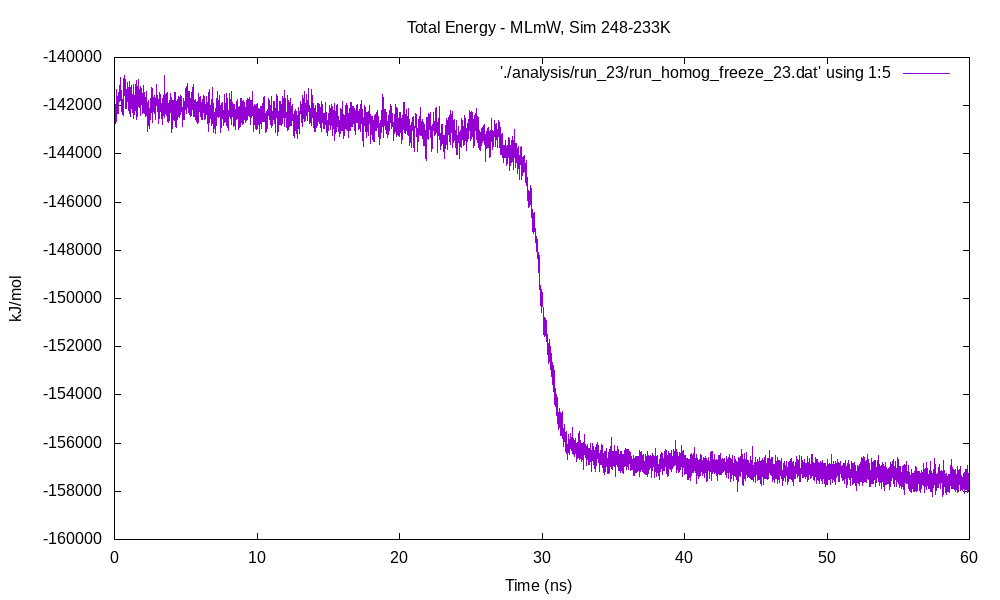 Total Energy - MLmW, Sim 248-233K
'./analysis/run_23/run_homog_freeze_23.dat' using 1:5
-140000
-142000
-144000
-146000
-148000
-150000
-152000
-154000
-156000
-158000
-160000
kJ/mol
0 10 20 30 40 50 60
Time (ns)